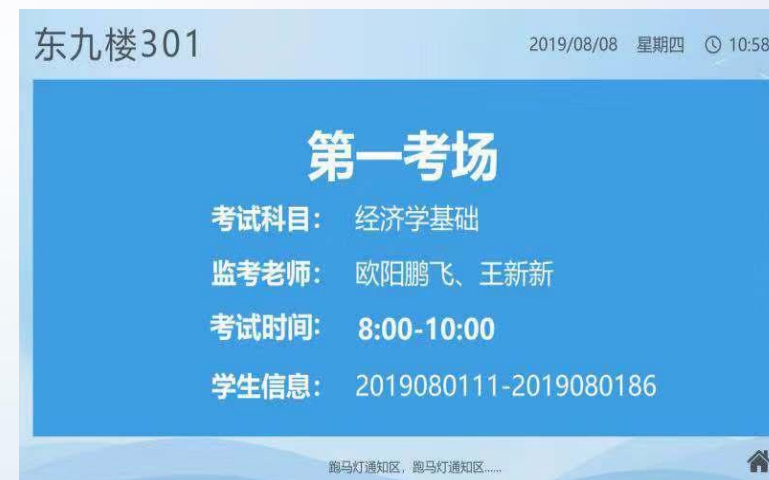 东九楼301
2019/08/08 星期四 10:58
第一考场
考试科目： 经济学基础
监考老师： 欧阳鹏飞、王新新
考试时间： 8:00-10:00
学生信息： 2019080111-2019080186
跑马灯通知区，跑马灯通知区......